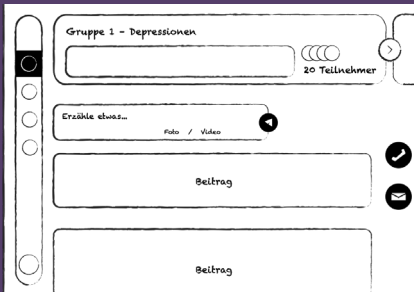 Gruppe 1 - Depressionen
20 Teilnehmer
Erzähle etwas...
Foto / Video
Beitrag
Beitrag